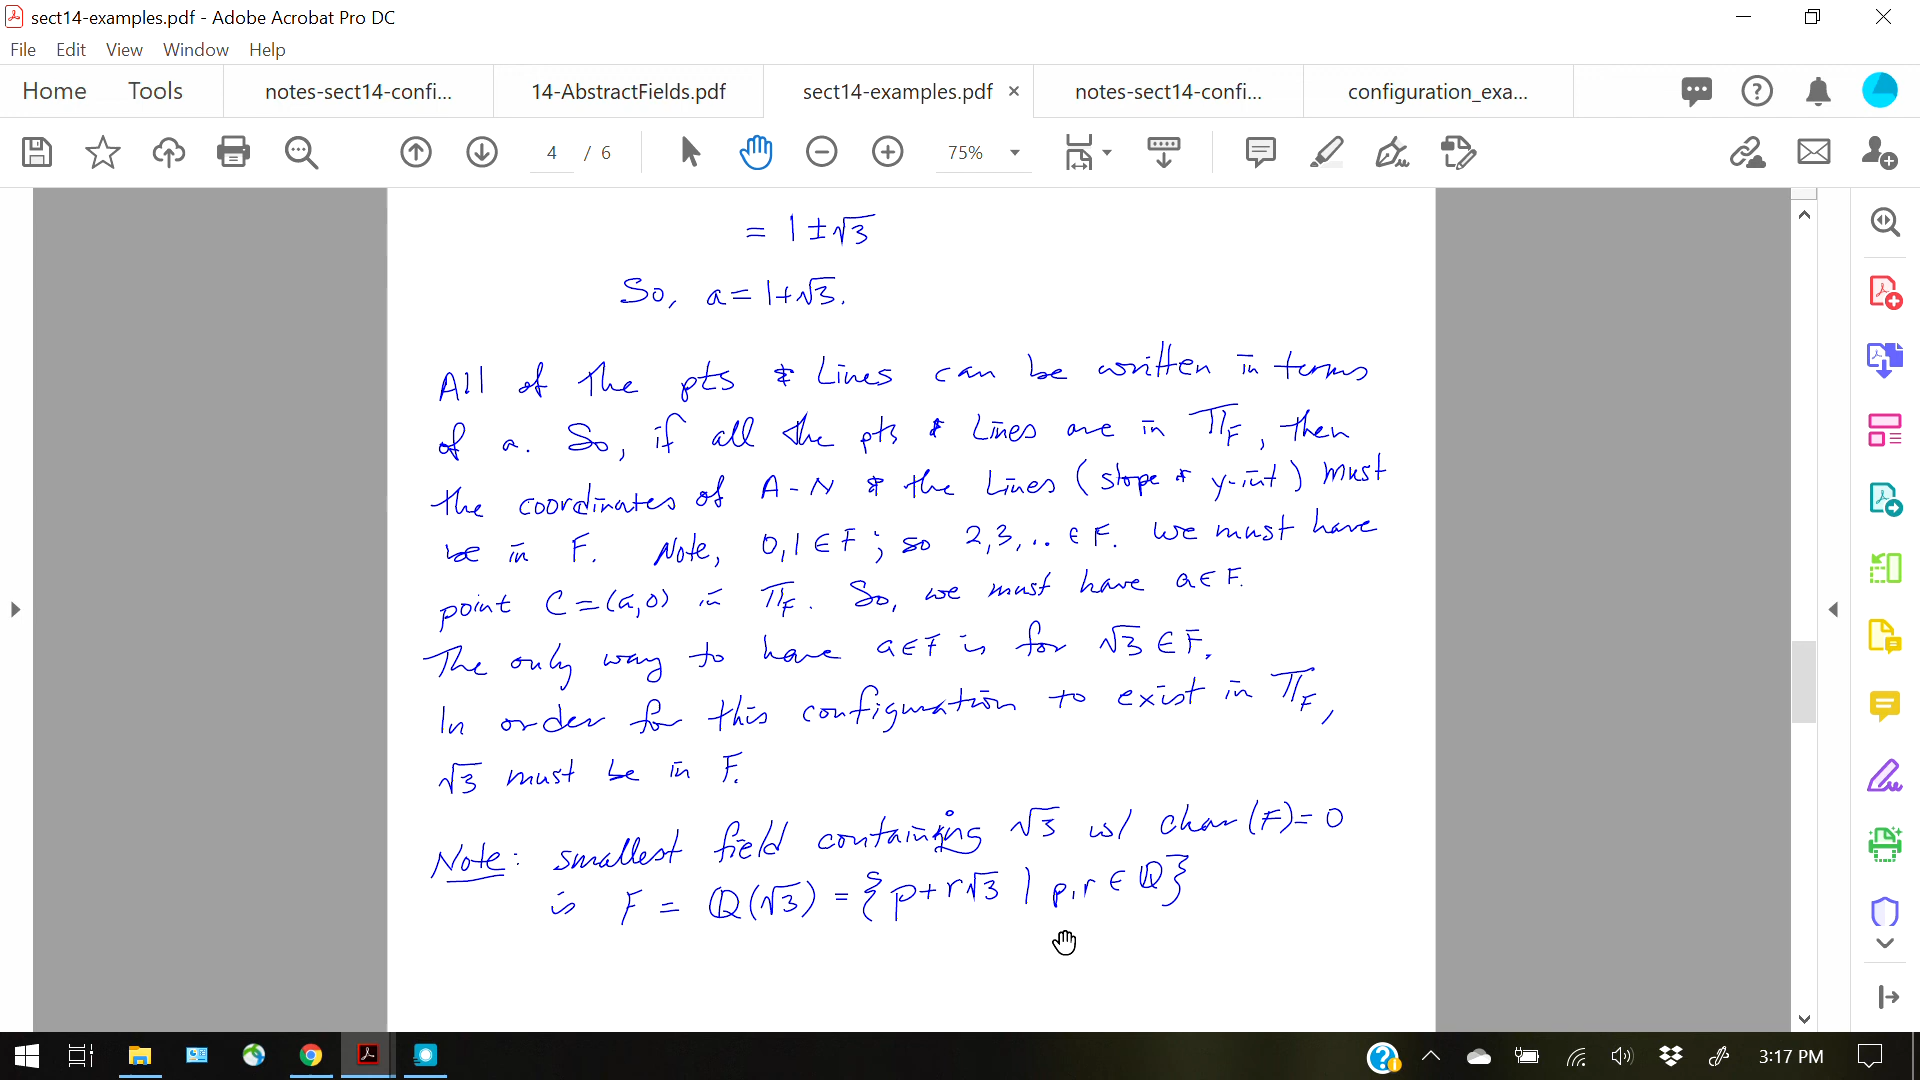 sect14-examples.pdf - Adobe Acrobat Pro DC
File Edit View Window Help
Home Tools notes-sect14-confi... 14-AbstractFields.pdf sect14-examples.pdf × notes-sect14-confi... configuration_exa...
4 / 6 75%
= 1 ± √3
So, a = 1+√3.
All of the pts & Lines can be written in terms
of a. So, if all the pts & Lines are in π_F, then
the coordinates of A-N & the Lines (slope & y-int) must
be in F. Note, 0,1 ∈ F; so 2,3,... ∈ F. We must have
point C = (a,0) in π_F. So, we must have a ∈ F.
The only way to have a ∈ F is for √3 ∈ F.
In order for this configuration to exist in π_F,
√3 must be in F.
Note: smallest field containing √3 w/ char(F) = 0
is F = ℚ(√3) = {p+r√3 | p,r ∈ ℚ}
3:17 PM